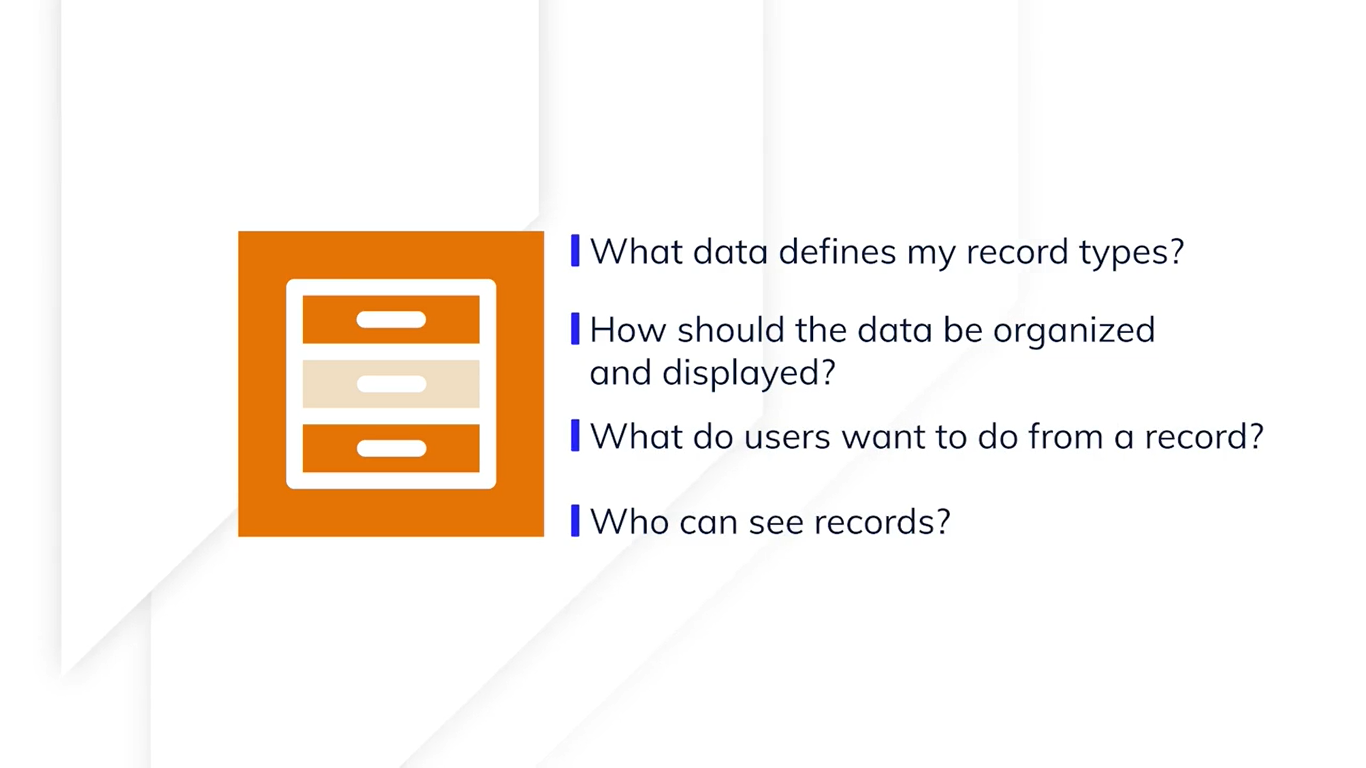 What data defines my record types?
How should the data be organized
and displayed?
What do users want to do from a record?
Who can see records?